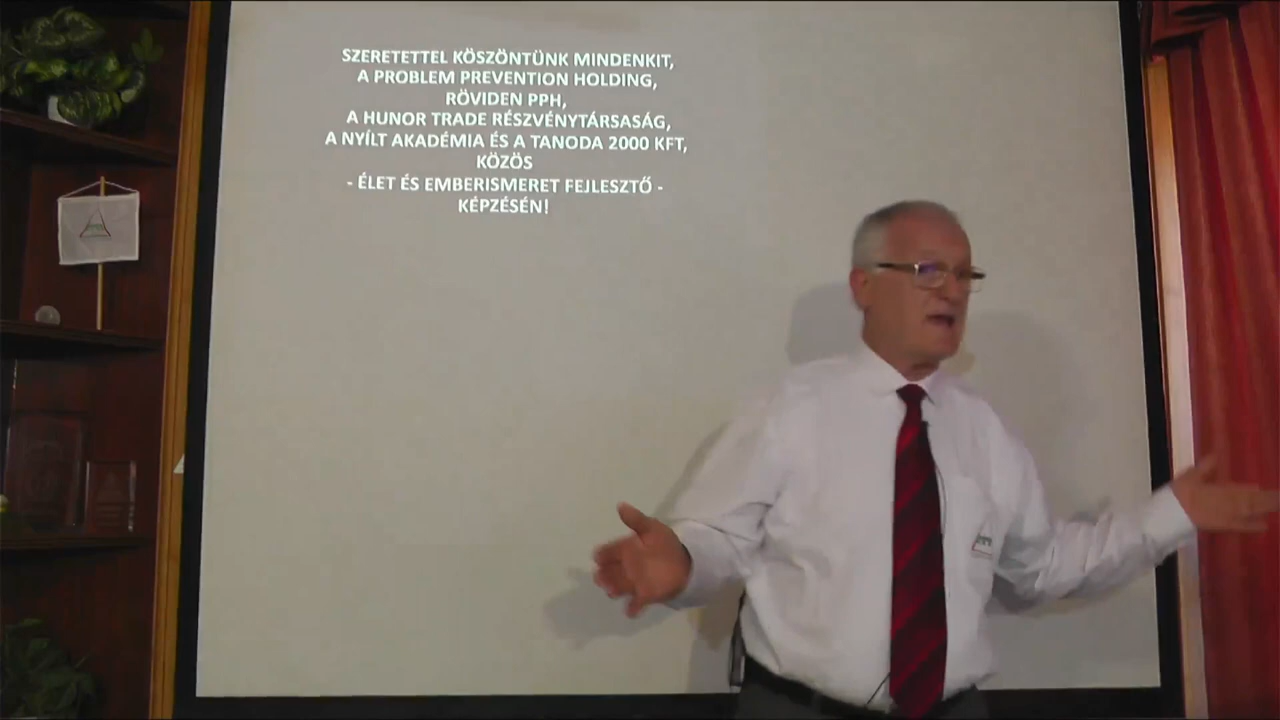 SZERETETTEL KÖSZÖNTÜNK MINDENKIT,
A PROBLEM PREVENTION HOLDING,
RÖVIDEN PPH,
A HUNOR TRADE RÉSZVÉNYTÁRSASÁG,
A NYÍLT AKADÉMIA ÉS A TANODA 2000 KFT,
KÖZÖS
- ÉLET ÉS EMBERISMERET FEJLESZTŐ -
KÉPZÉSÉN!